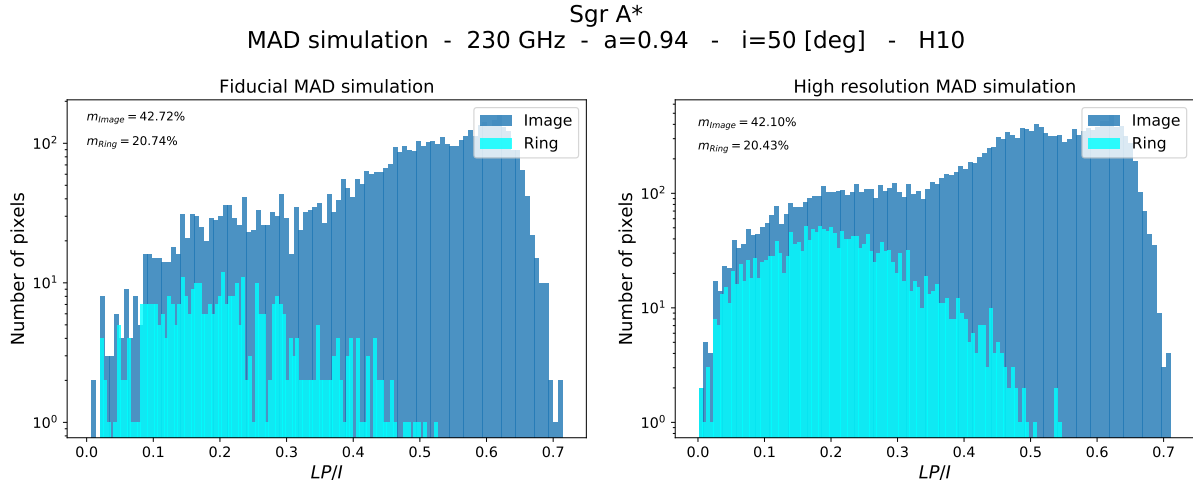 Sgr A*
MAD simulation - 230 GHz - a=0.94 - i=50 [deg] - H10
Fiducial MAD simulation
m_Image = 42.72%
m_Ring = 20.74%
Image
Ring
Number of pixels
10^2
10^1
10^0
0.0 0.1 0.2 0.3 0.4 0.5 0.6 0.7
LP/I
High resolution MAD simulation
m_Image = 42.10%
m_Ring = 20.43%
Image
Ring
Number of pixels
10^2
10^1
10^0
0.0 0.1 0.2 0.3 0.4 0.5 0.6 0.7
LP/I